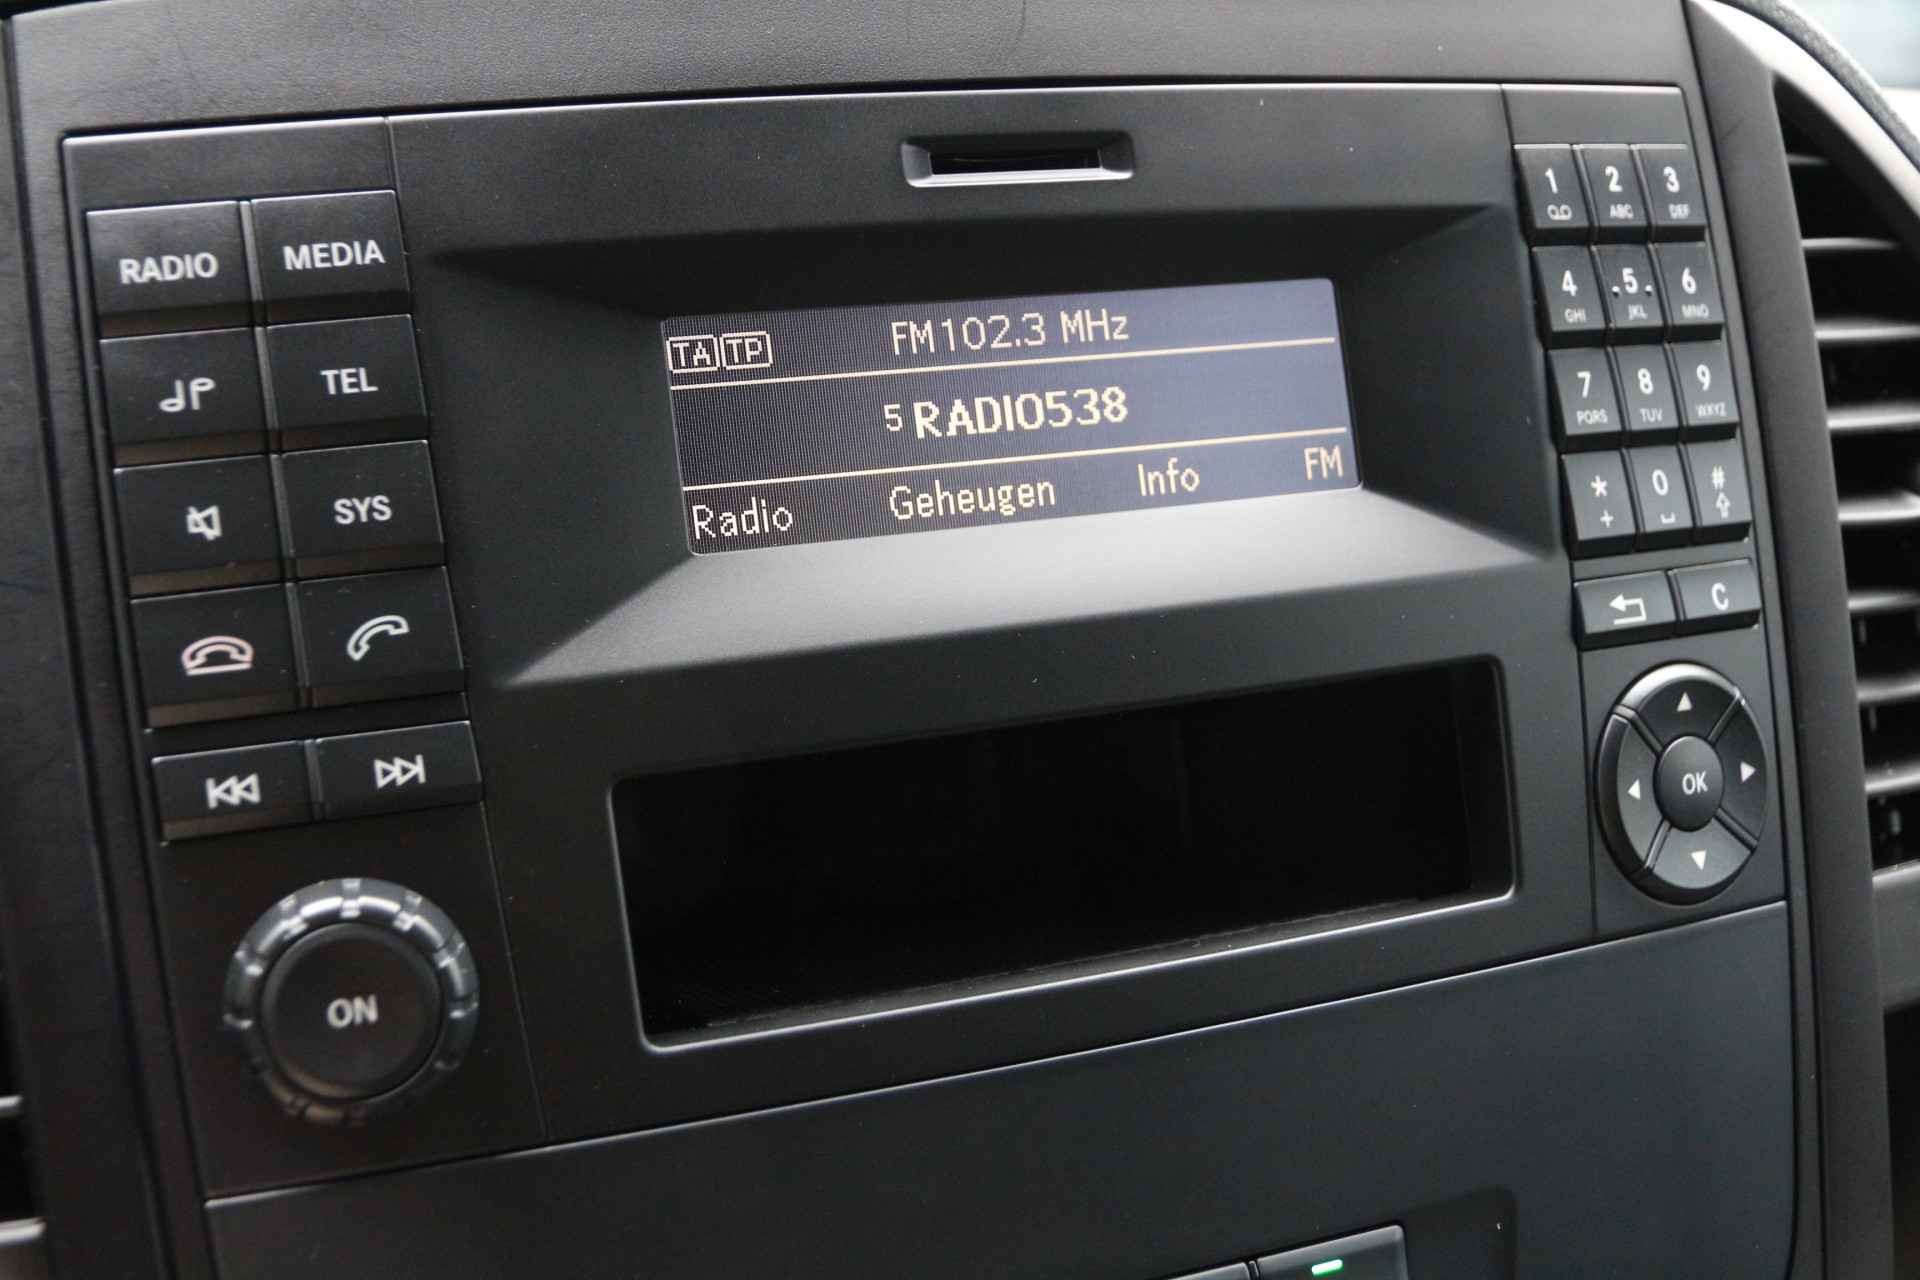 RADIO MEDIA
TEL
SYS
ON
TA TP FM 102.3 MHz
5 RADIO538
Radio Geheugen Info FM
1 2 3
ABC DEF
4 .5. 6
GHI JKL MNO
7 8 9
PQRS TUV WXYZ
* 0 #
+
C
OK